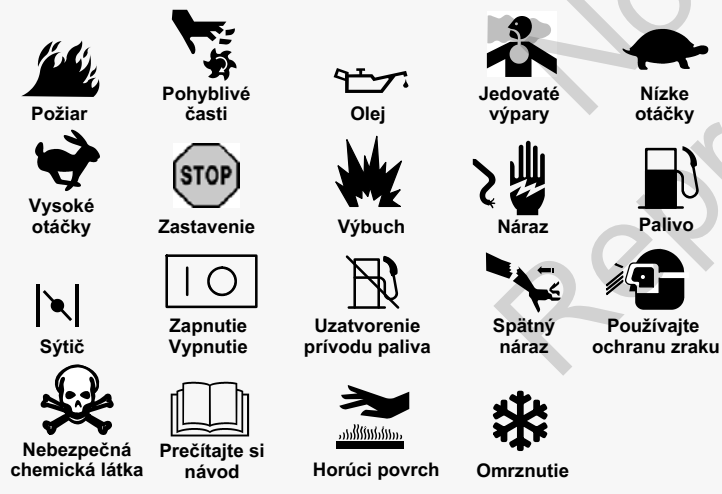 Požiar
Pohyblivé
časti
Olej
Jedovaté
výpary
Nízke
otáčky
Vysoké
otáčky
STOP
Zastavenie
Výbuch
Náraz
Palivo
Sýtič
Zapnutie
Vypnutie
Uzatvorenie
prívodu paliva
Spätný
náraz
Používajte
ochranu zraku
Nebezpečná
chemická látka
Prečítajte si
návod
Horúci povrch
Omrznutie